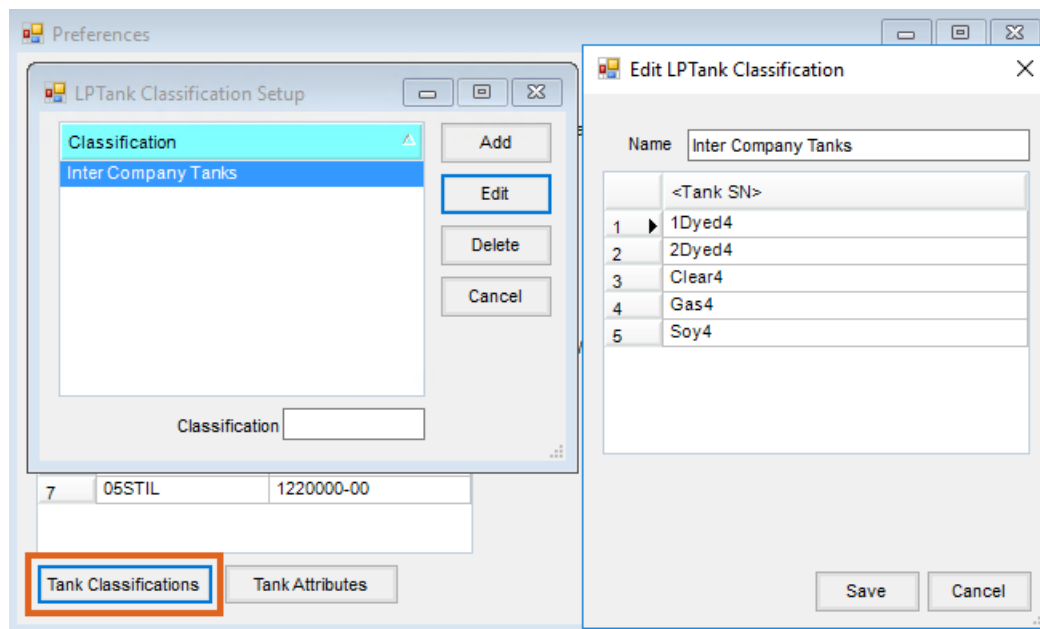 Preferences
LPTank Classification Setup
Classification
Inter Company Tanks
Add
Edit
Delete
Cancel
Classification
7 05STIL 1220000-00
Tank Classifications Tank Attributes
Edit LPTank Classification
Name Inter Company Tanks
<Tank SN>
1 1Dyed4
2 2Dyed4
3 Clear4
4 Gas4
5 Soy4
Save Cancel